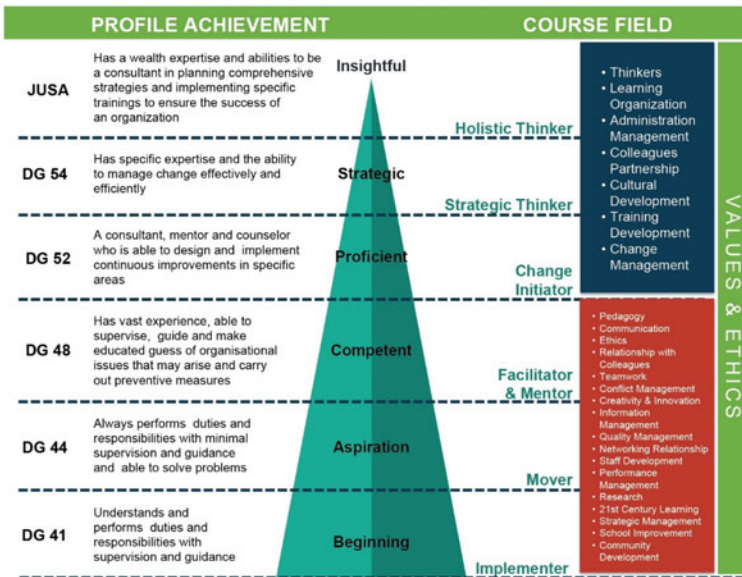 PROFILE ACHIEVEMENT
COURSE FIELD
JUSA
Has a wealth expertise and abilities to be
a consultant in planning comprehensive
strategies and implementing specific
trainings to ensure the success of
an organization
Insightful
Holistic Thinker
DG 54
Has specific expertise and the ability
to manage change effectively and
efficiently
Strategic
Strategic Thinker
DG 52
A consultant, mentor and counselor
who is able to design and implement
continuous improvements in specific
areas
Proficient
Change
Initiator
DG 48
Has vast experience, able to
supervise, guide and make
educated guess of organisational
issues that may arise and carry
out preventive measures
Competent
Facilitator
& Mentor
DG 44
Always performs duties and
responsibilities with minimal
supervision and guidance
and able to solve problems
Aspiration
Mover
DG 41
Understands and
performs duties and
responsibilities with
supervision and guidance
Beginning
Implementer
• Thinkers
• Learning
Organization
• Administration
Management
• Colleagues
Partnership
• Cultural
Development
• Training
Development
• Change
Management
• Pedagogy
• Communication
• Ethics
• Relationship with
Colleagues
• Teamwork
• Conflict Management
• Creativity & Innovation
• Information
Management
• Quality Management
• Networking Relationship
• Staff Development
• Performance
Management
• Research
• 21st Century Learning
• Strategic Management
• School Improvement
• Community
Development
VALUES & ETHICS